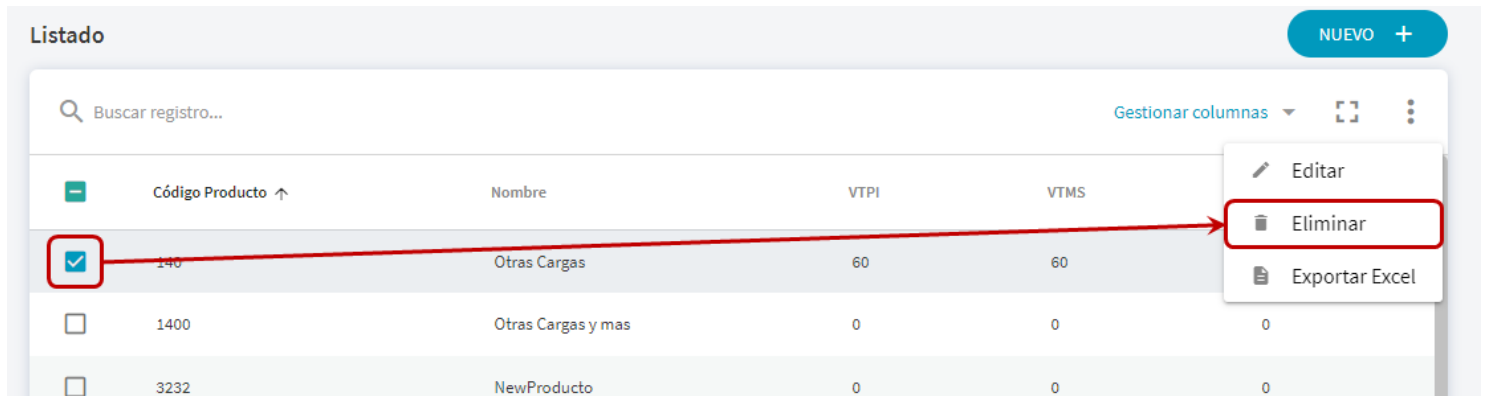 Listado
NUEVO +
Buscar registro...
Gestionar columnas
Código Producto ↑ Nombre VTPI VTMS
Editar
Eliminar
Exportar Excel
140 Otras Cargas 60 60
1400 Otras Cargas y mas 0 0 0
3232 NewProducto 0 0 0